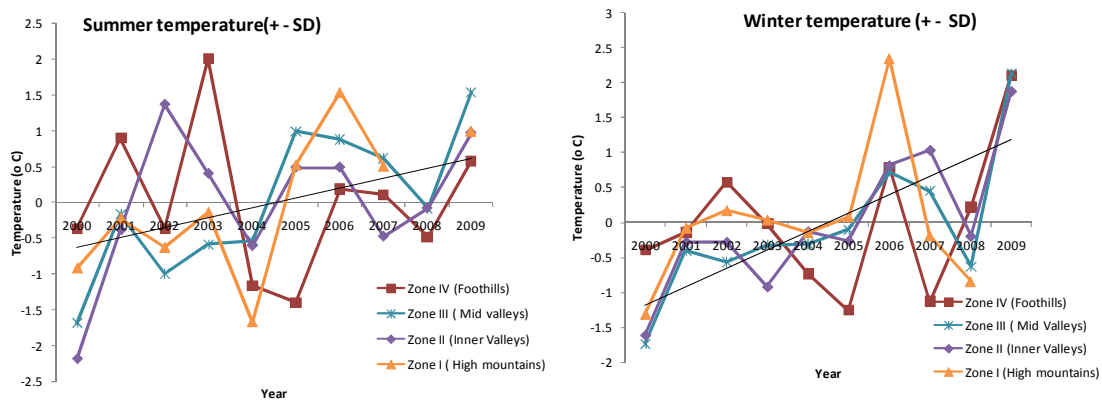 Summer temperature(+ - SD)
2.5
2
1.5
1
0.5
0
-0.5
-1
-1.5
-2
-2.5
Temperature (o C)
2000 2001 2002 2003 2004 2005 2006 2007 2008 2009
Zone IV (Foothills)
Zone III ( Mid valleys)
Zone II (Inner Valleys)
Zone I ( High mountains)
Year
Winter temperature (+ - SD)
3
2.5
2
1.5
1
0.5
0
-0.5
-1
-1.5
-2
Temperature (o C)
2000 2001 2002 2003 2004 2005 2006 2007 2008 2009
Zone IV (Foothills)
Zone III ( Mid Valleys)
Zone II (Inner Valleys)
Zone I (High mountains)
Year